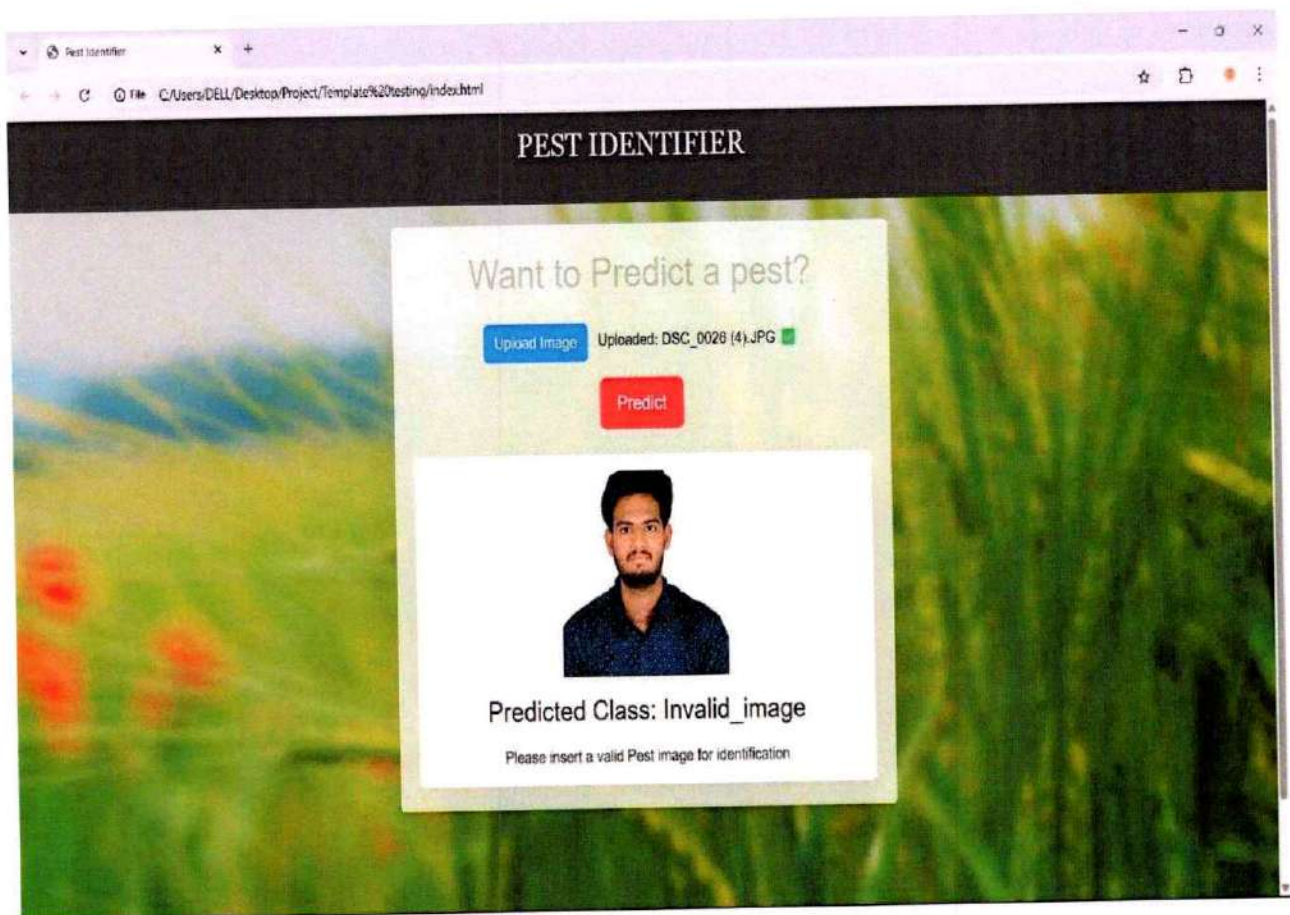 Pest Identifier
File C:/Users/DELL/Desktop/Project/Template%20testing/index.html
PEST IDENTIFIER
Want to Predict a pest?
Upload Image Uploaded: DSC_0026 (4).JPG
Predict
Predicted Class: Invalid_image
Please insert a valid Pest image for identification